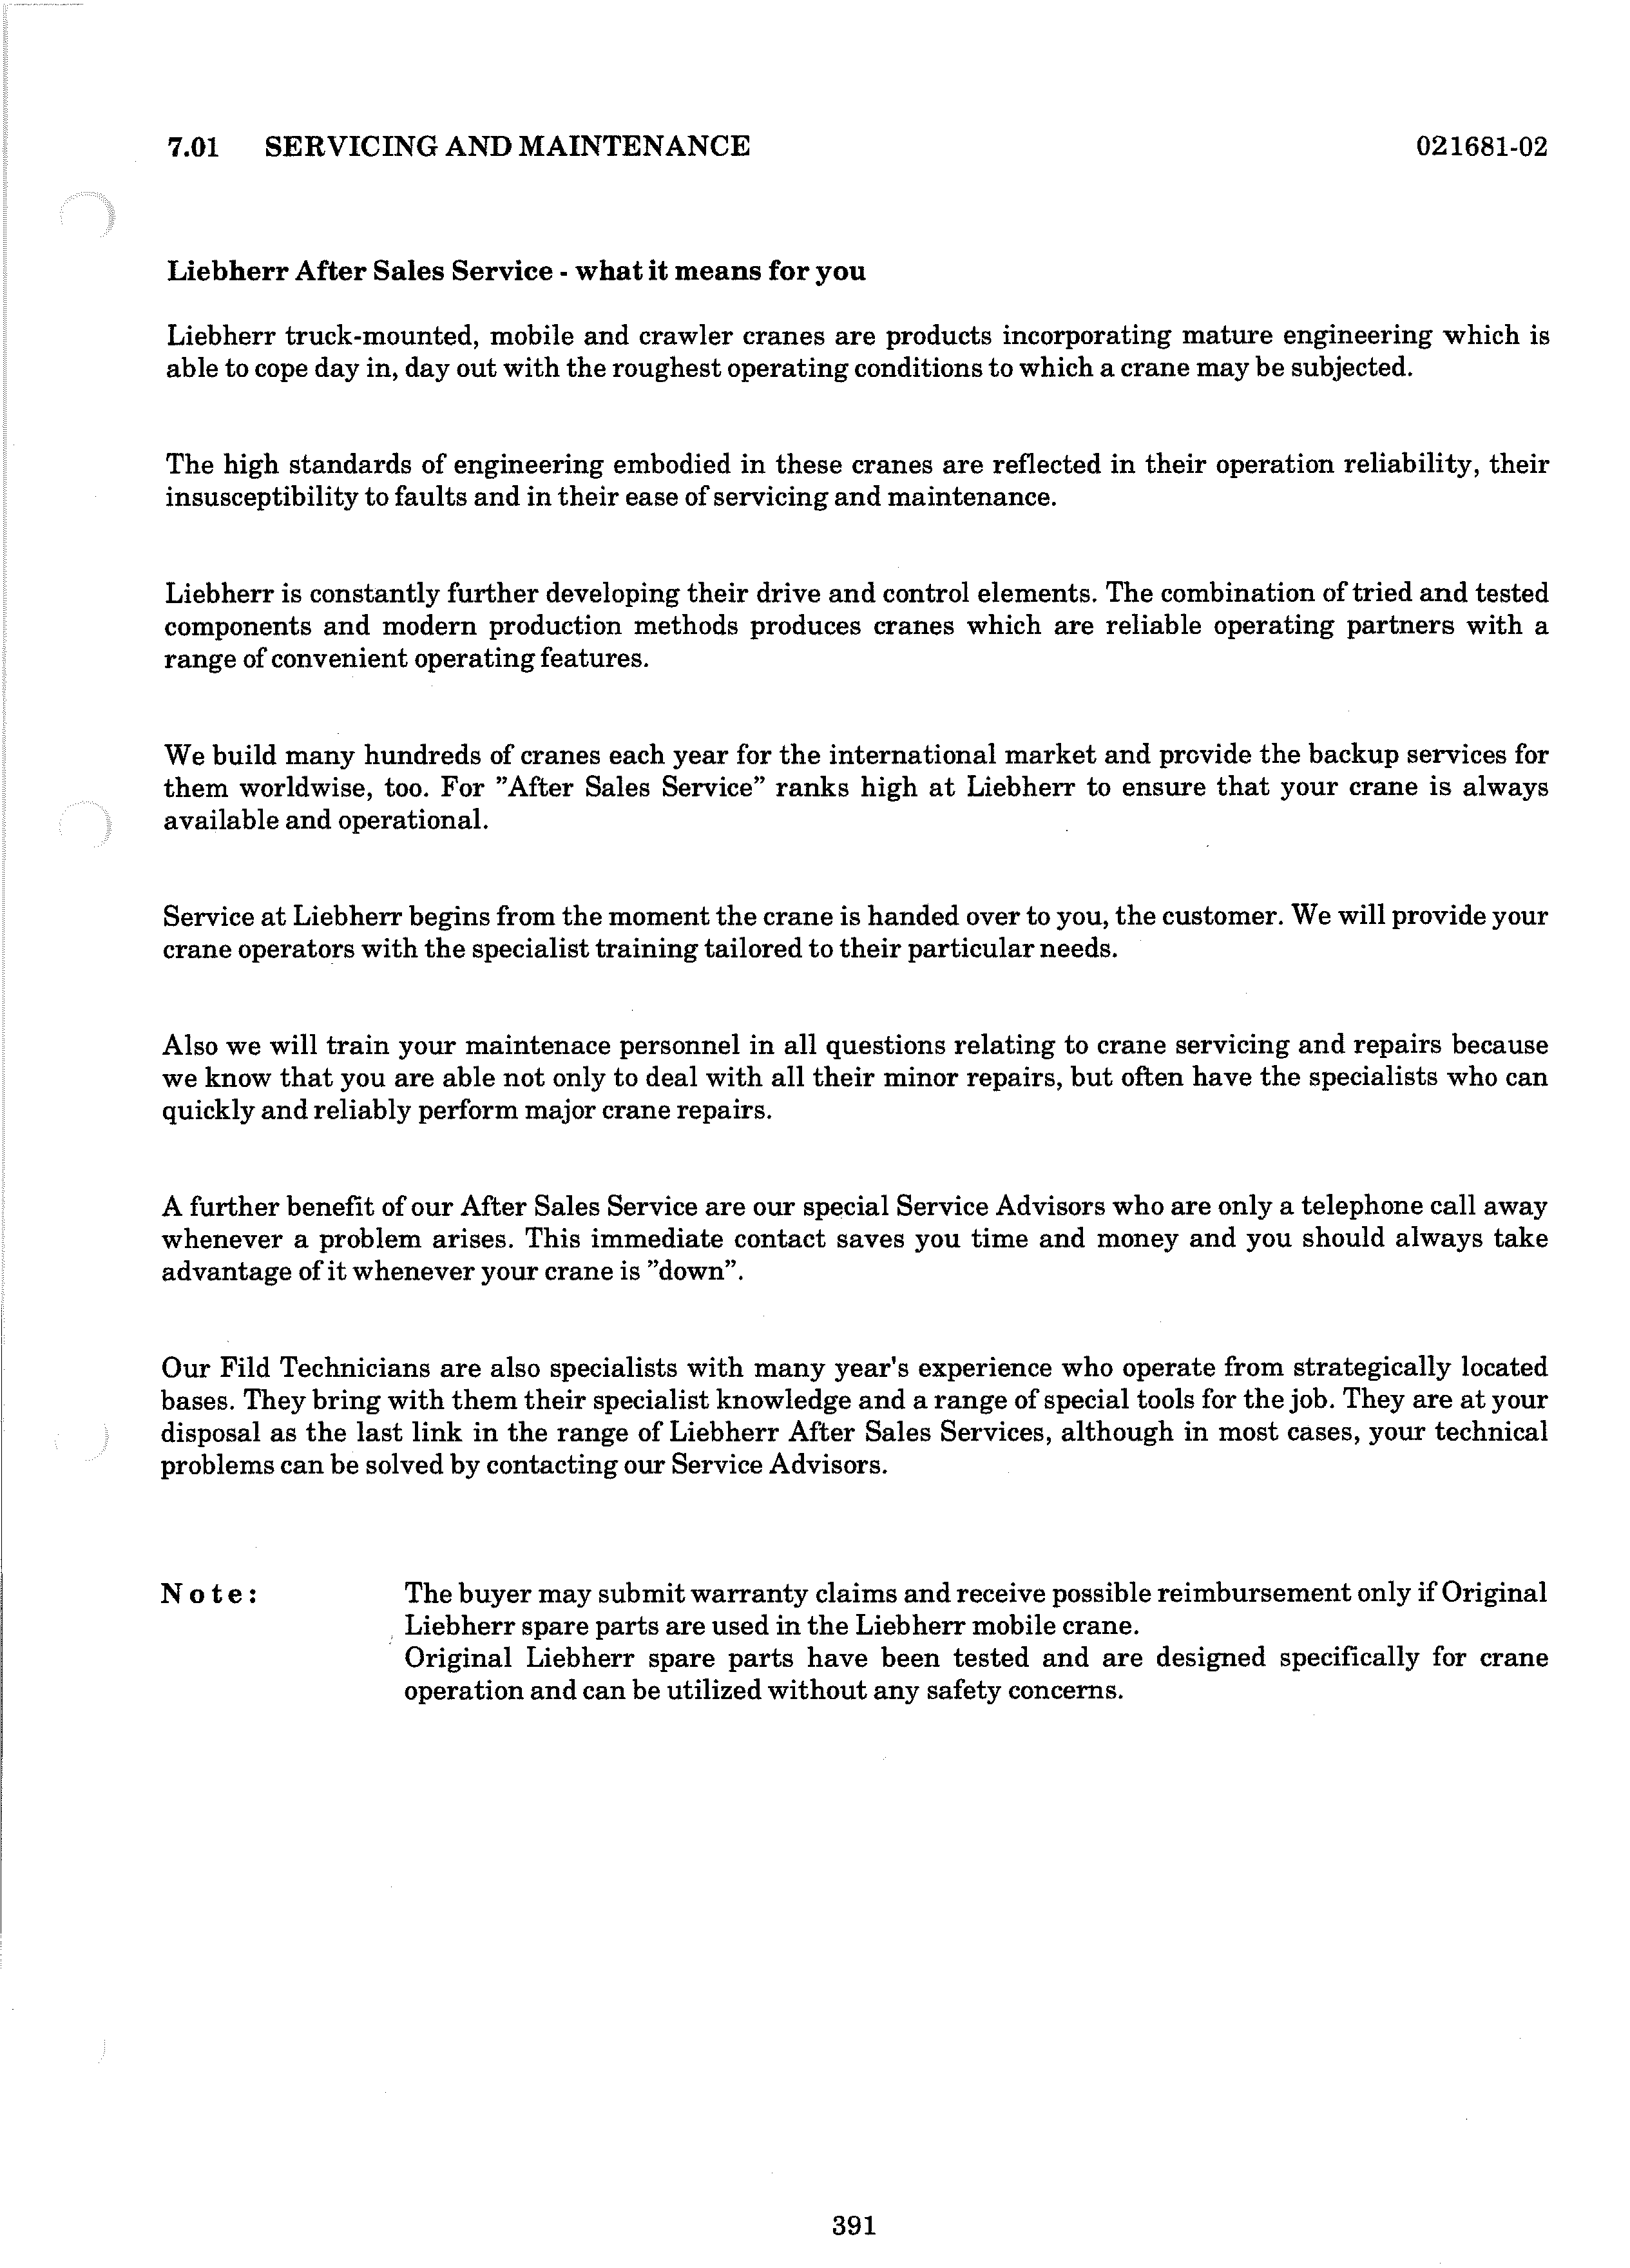 7.01 SERVICING AND MAINTENANCE 021681-02
Liebherr After Sales Service - what it means for you
Liebherr truck-mounted, mobile and crawler cranes are products incorporating mature engineering which is
able to cope day in, day out with the roughest operating conditions to which a crane may be subjected.
The high standards of engineering embodied in these cranes are reflected in their operation reliability, their
insusceptibility to faults and in their ease of servicing and maintenance.
Liebherr is constantly further developing their drive and control elements. The combination of tried and tested
components and modern production methods produces cranes which are reliable operating partners with a
range of convenient operating features.
We build many hundreds of cranes each year for the international market and provide the backup services for
them worldwise, too. For ”After Sales Service” ranks high at Liebherr to ensure that your crane is always
available and operational.
Service at Liebherr begins from the moment the crane is handed over to you, the customer. We will provide your
crane operators with the specialist training tailored to their particular needs.
Also we will train your maintenace personnel in all questions relating to crane servicing and repairs because
we know that you are able not only to deal with all their minor repairs, but often have the specialists who can
quickly and reliably perform major crane repairs.
A further benefit of our After Sales Service are our special Service Advisors who are only a telephone call away
whenever a problem arises. This immediate contact saves you time and money and you should always take
advantage of it whenever your crane is ”down”.
Our Fild Technicians are also specialists with many year's experience who operate from strategically located
bases. They bring with them their specialist knowledge and a range of special tools for the job. They are at your
disposal as the last link in the range of Liebherr After Sales Services, although in most cases, your technical
problems can be solved by contacting our Service Advisors.
Note: The buyer may submit warranty claims and receive possible reimbursement only if Original
Liebherr spare parts are used in the Liebherr mobile crane.
Original Liebherr spare parts have been tested and are designed specifically for crane
operation and can be utilized without any safety concerns.
391